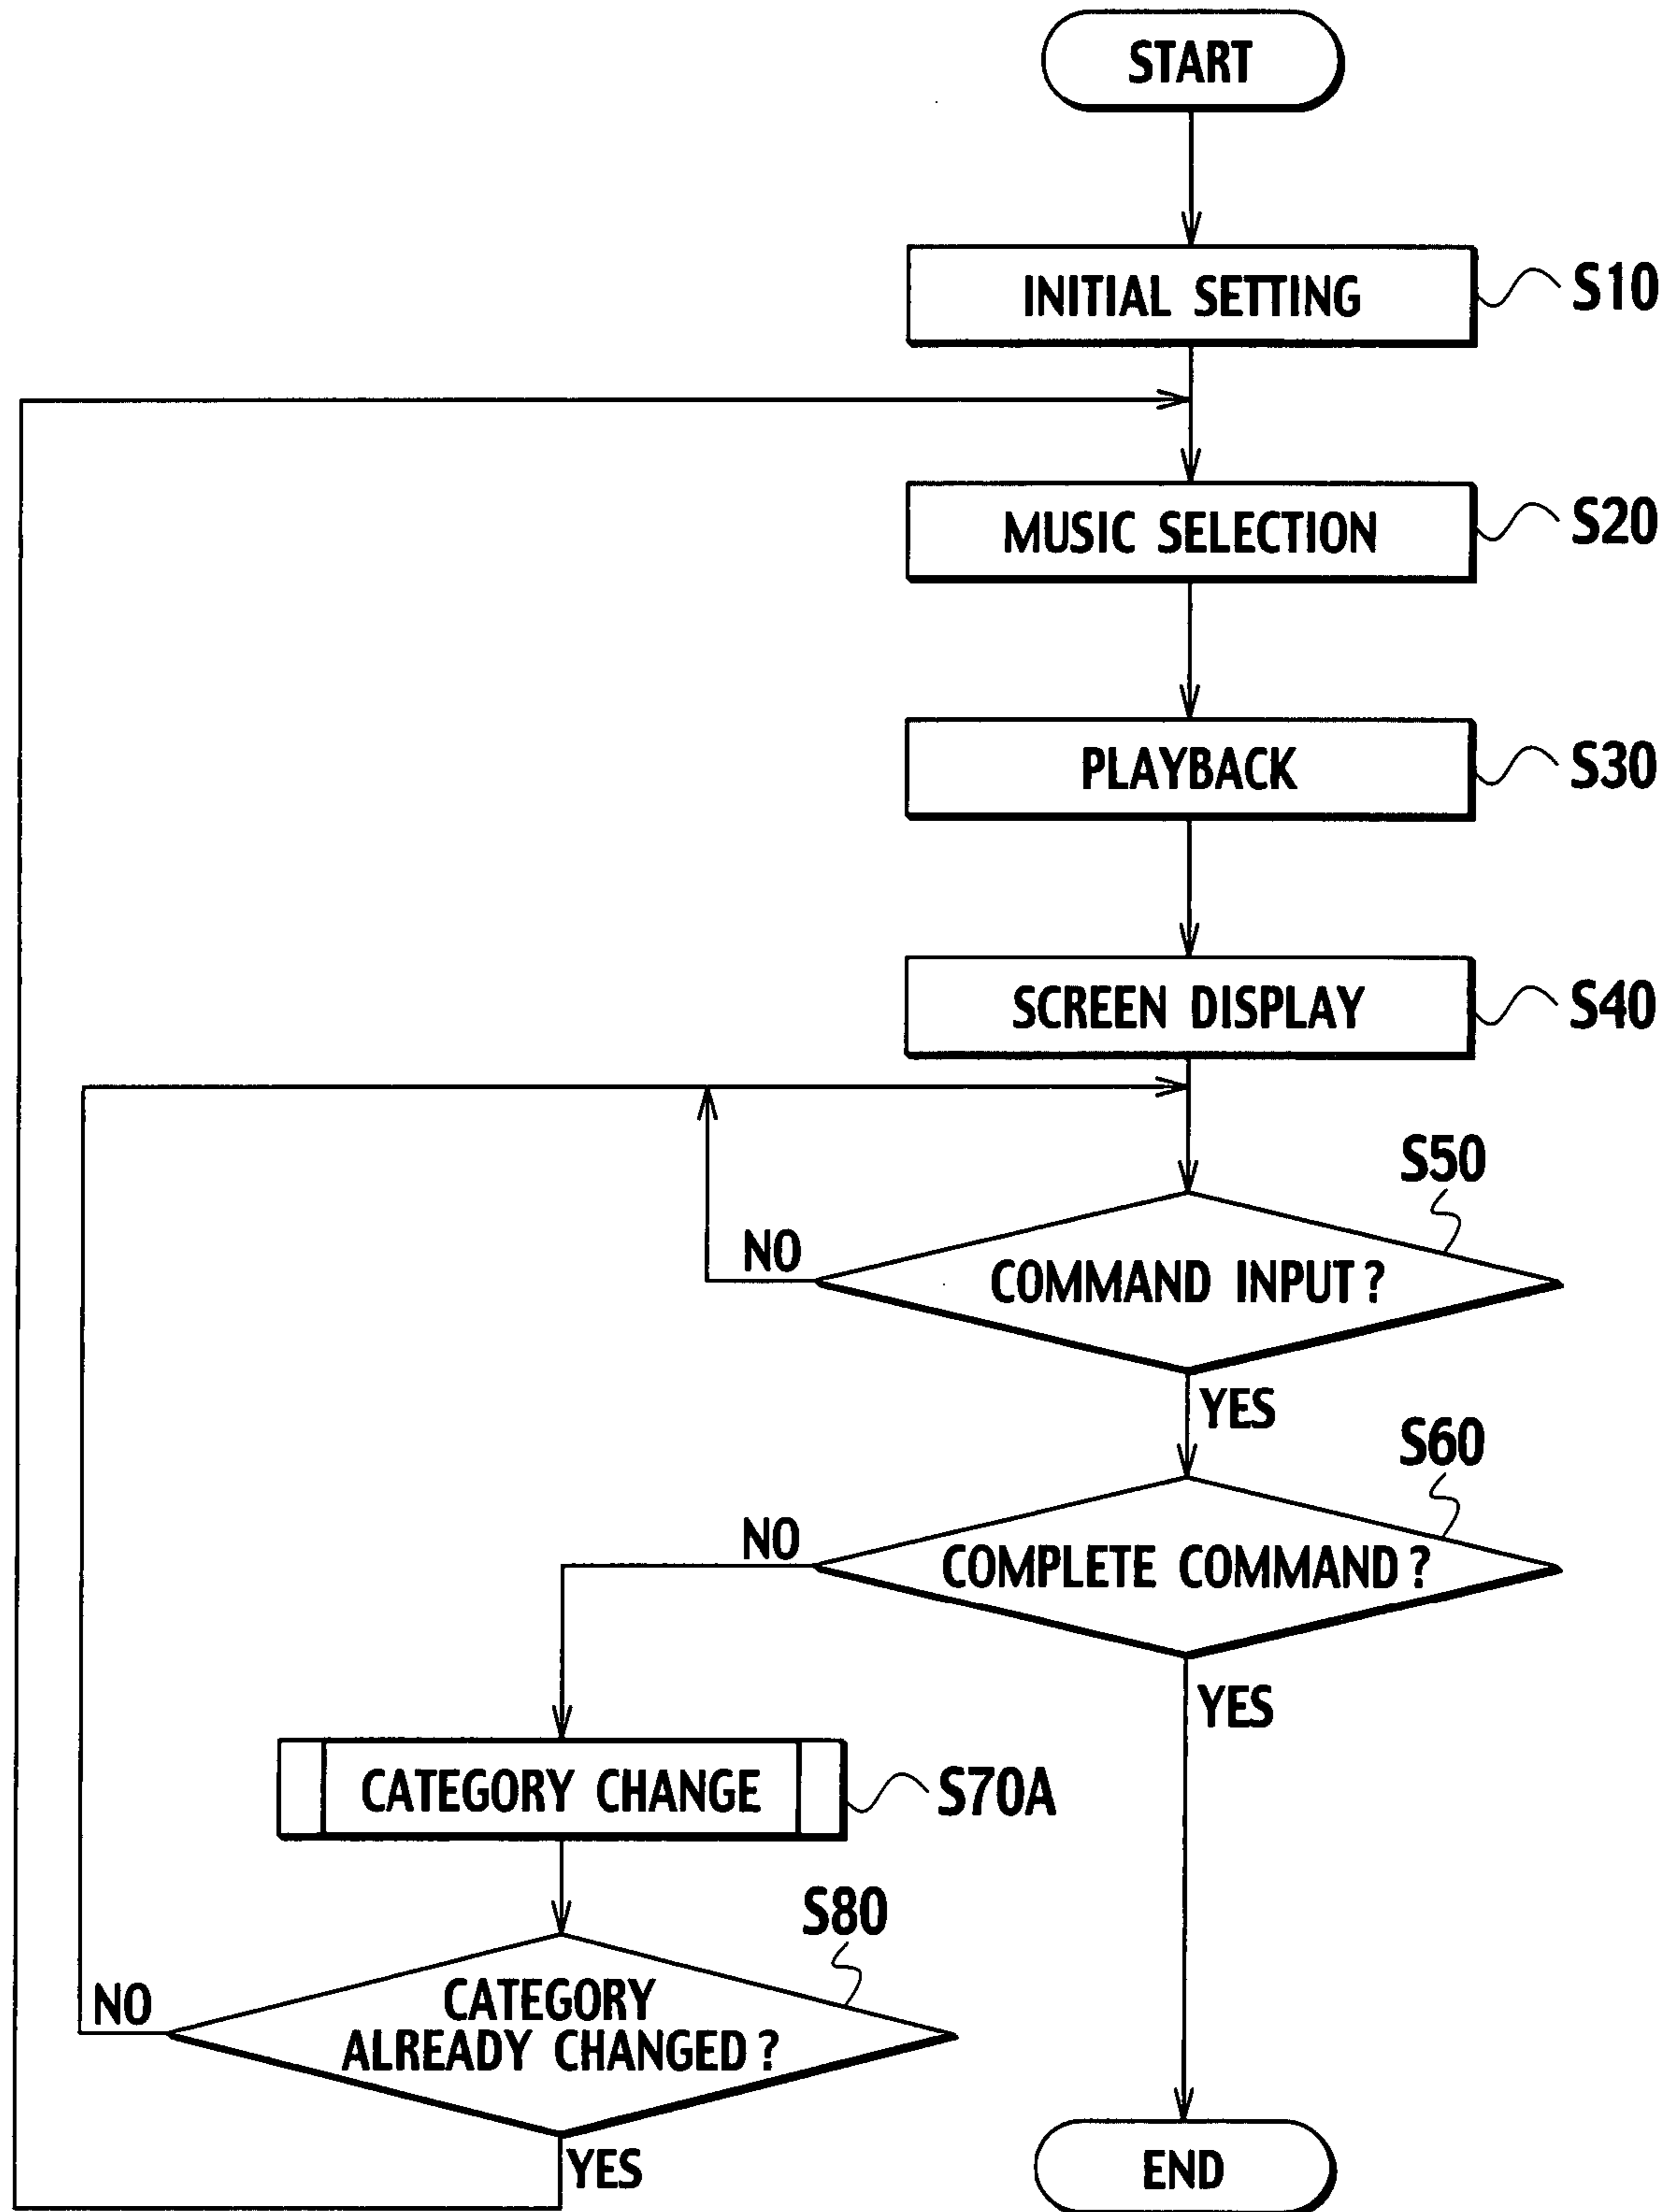 START
INITIAL SETTING
S10
MUSIC SELECTION
S20
PLAYBACK
S30
SCREEN DISPLAY
S40
S50
NO
COMMAND INPUT?
YES
S60
NO
COMPLETE COMMAND?
YES
CATEGORY CHANGE
S70A
S80
NO
CATEGORY
ALREADY CHANGED?
YES
END